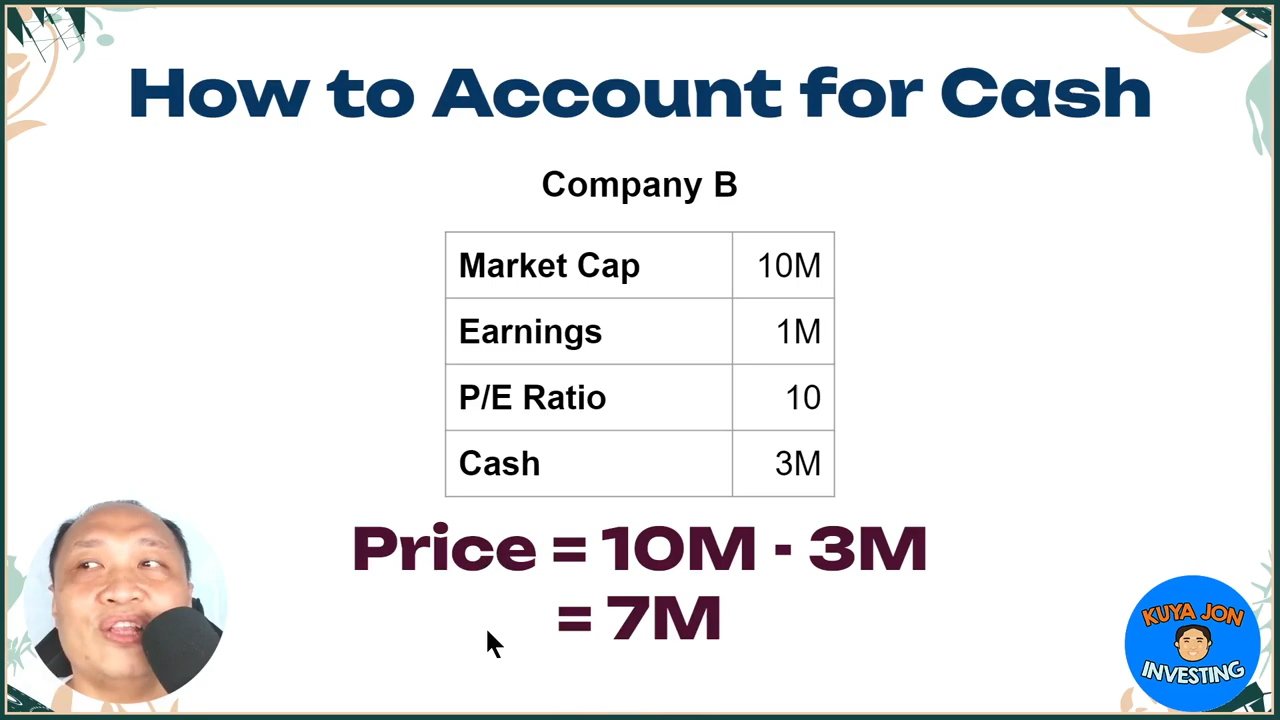 How to Account for Cash
Company B
Market Cap 10M
Earnings 1M
P/E Ratio 10
Cash 3M
Price = 10M - 3M
= 7M
KUYA JON
INVESTING